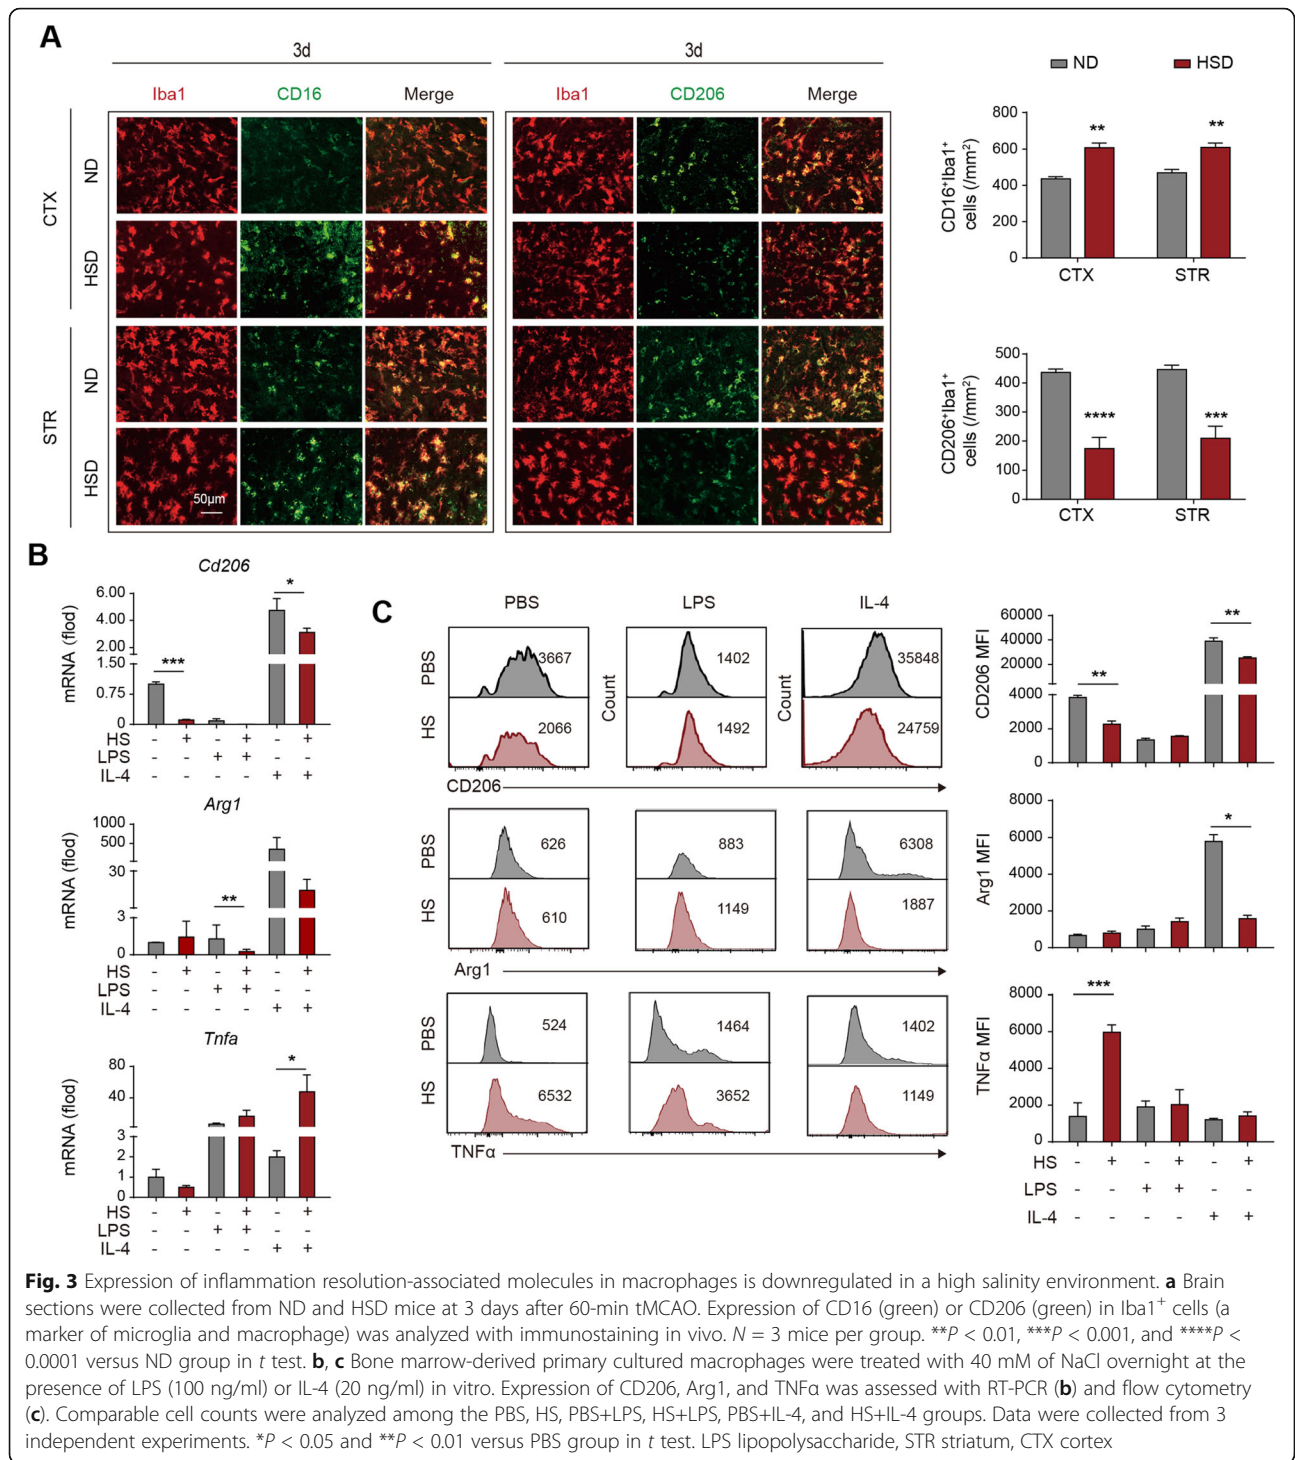 A
3d
3d
Iba1 CD16 Merge
Iba1 CD206 Merge
CTX
ND
HSD
STR
ND
HSD
50µm
ND HSD
CD16+Iba1+
cells (/mm²)
800
600
400
200
0
** **
CTX STR
CD206+Iba1+
cells (/mm²)
500
400
300
200
100
0
**** ***
CTX STR
B
Cd206
mRNA (flod)
6.00
4.00
2.00
1.50
0.75
0
***
*
HS - + - + - +
LPS - - + + - -
IL-4 - - - - + +
Arg1
mRNA (flod)
1000
500
30
3
0
**
HS - + - + - +
LPS - - + + - -
IL-4 - - - - + +
Tnfa
mRNA (flod)
80
40
3
2
1
0
*
HS - + - + - +
LPS - - + + - -
IL-4 - - - - + +
C
PBS LPS IL-4
PBS
HS
3667
2066
Count
1402
1492
Count
35848
24759
CD206
PBS
HS
626
610
883
1149
6308
1887
Arg1
PBS
HS
524
6532
1464
3652
1402
1149
TNFα
CD206 MFI
60000
40000
20000
4000
2000
0
**
**
Arg1 MFI
8000
6000
4000
2000
0
*
TNFα MFI
8000
6000
4000
2000
0
***
HS - + - + - +
LPS - - + + - -
IL-4 - - - - + +
Fig. 3 Expression of inflammation resolution-associated molecules in macrophages is downregulated in a high salinity environment. a Brain
sections were collected from ND and HSD mice at 3 days after 60-min tMCAO. Expression of CD16 (green) or CD206 (green) in Iba1+ cells (a
marker of microglia and macrophage) was analyzed with immunostaining in vivo. N = 3 mice per group. **P < 0.01, ***P < 0.001, and ****P <
0.0001 versus ND group in t test. b, c Bone marrow-derived primary cultured macrophages were treated with 40 mM of NaCl overnight at the
presence of LPS (100 ng/ml) or IL-4 (20 ng/ml) in vitro. Expression of CD206, Arg1, and TNFα was assessed with RT-PCR (b) and flow cytometry
(c). Comparable cell counts were analyzed among the PBS, HS, PBS+LPS, HS+LPS, PBS+IL-4, and HS+IL-4 groups. Data were collected from 3
independent experiments. *P < 0.05 and **P < 0.01 versus PBS group in t test. LPS lipopolysaccharide, STR striatum, CTX cortex